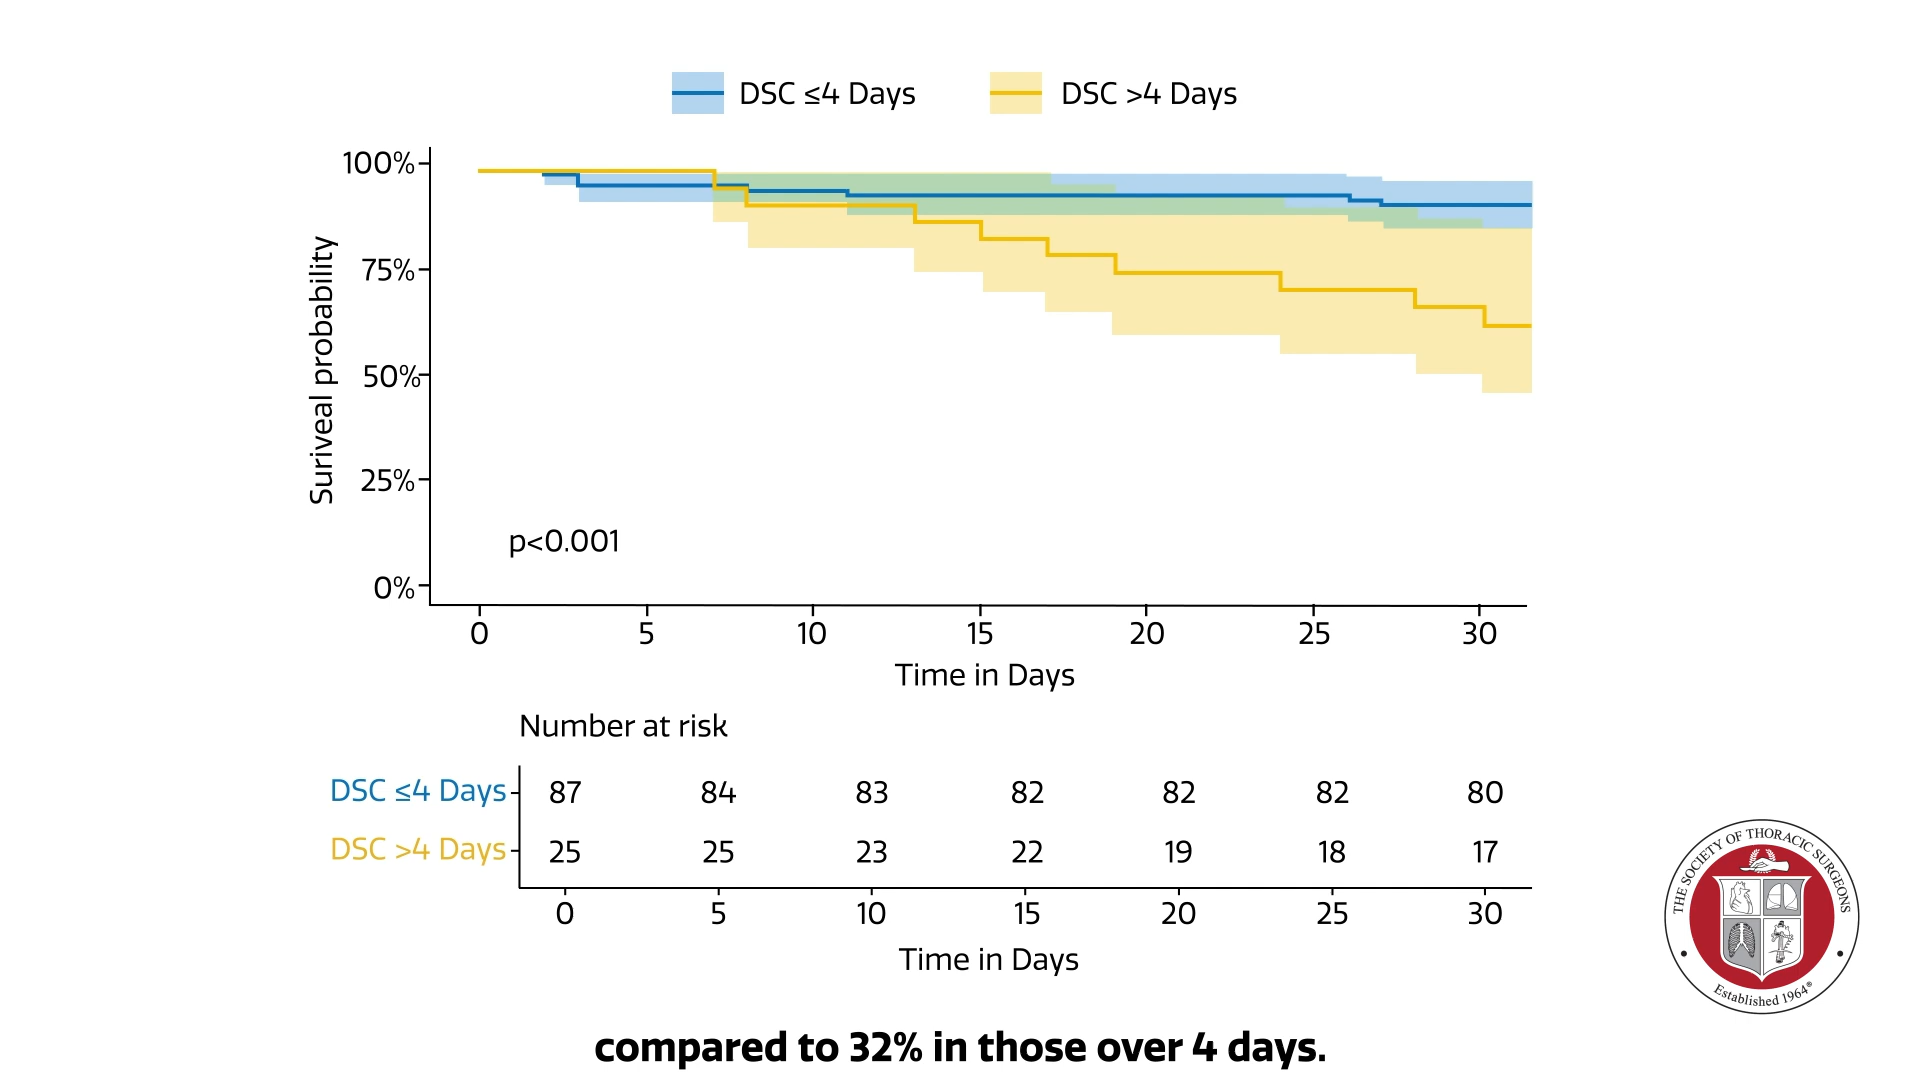 DSC ≤4 Days DSC >4 Days
100%
75%
50%
25%
0%
Suriveal probability
p<0.001
0 5 10 15 20 25 30
Time in Days
Number at risk
DSC ≤4 Days 87 84 83 82 82 82 80
DSC >4 Days 25 25 23 22 19 18 17
0 5 10 15 20 25 30
Time in Days
THE SOCIETY OF THORACIC SURGEONS
Established 1964®
compared to 32% in those over 4 days.